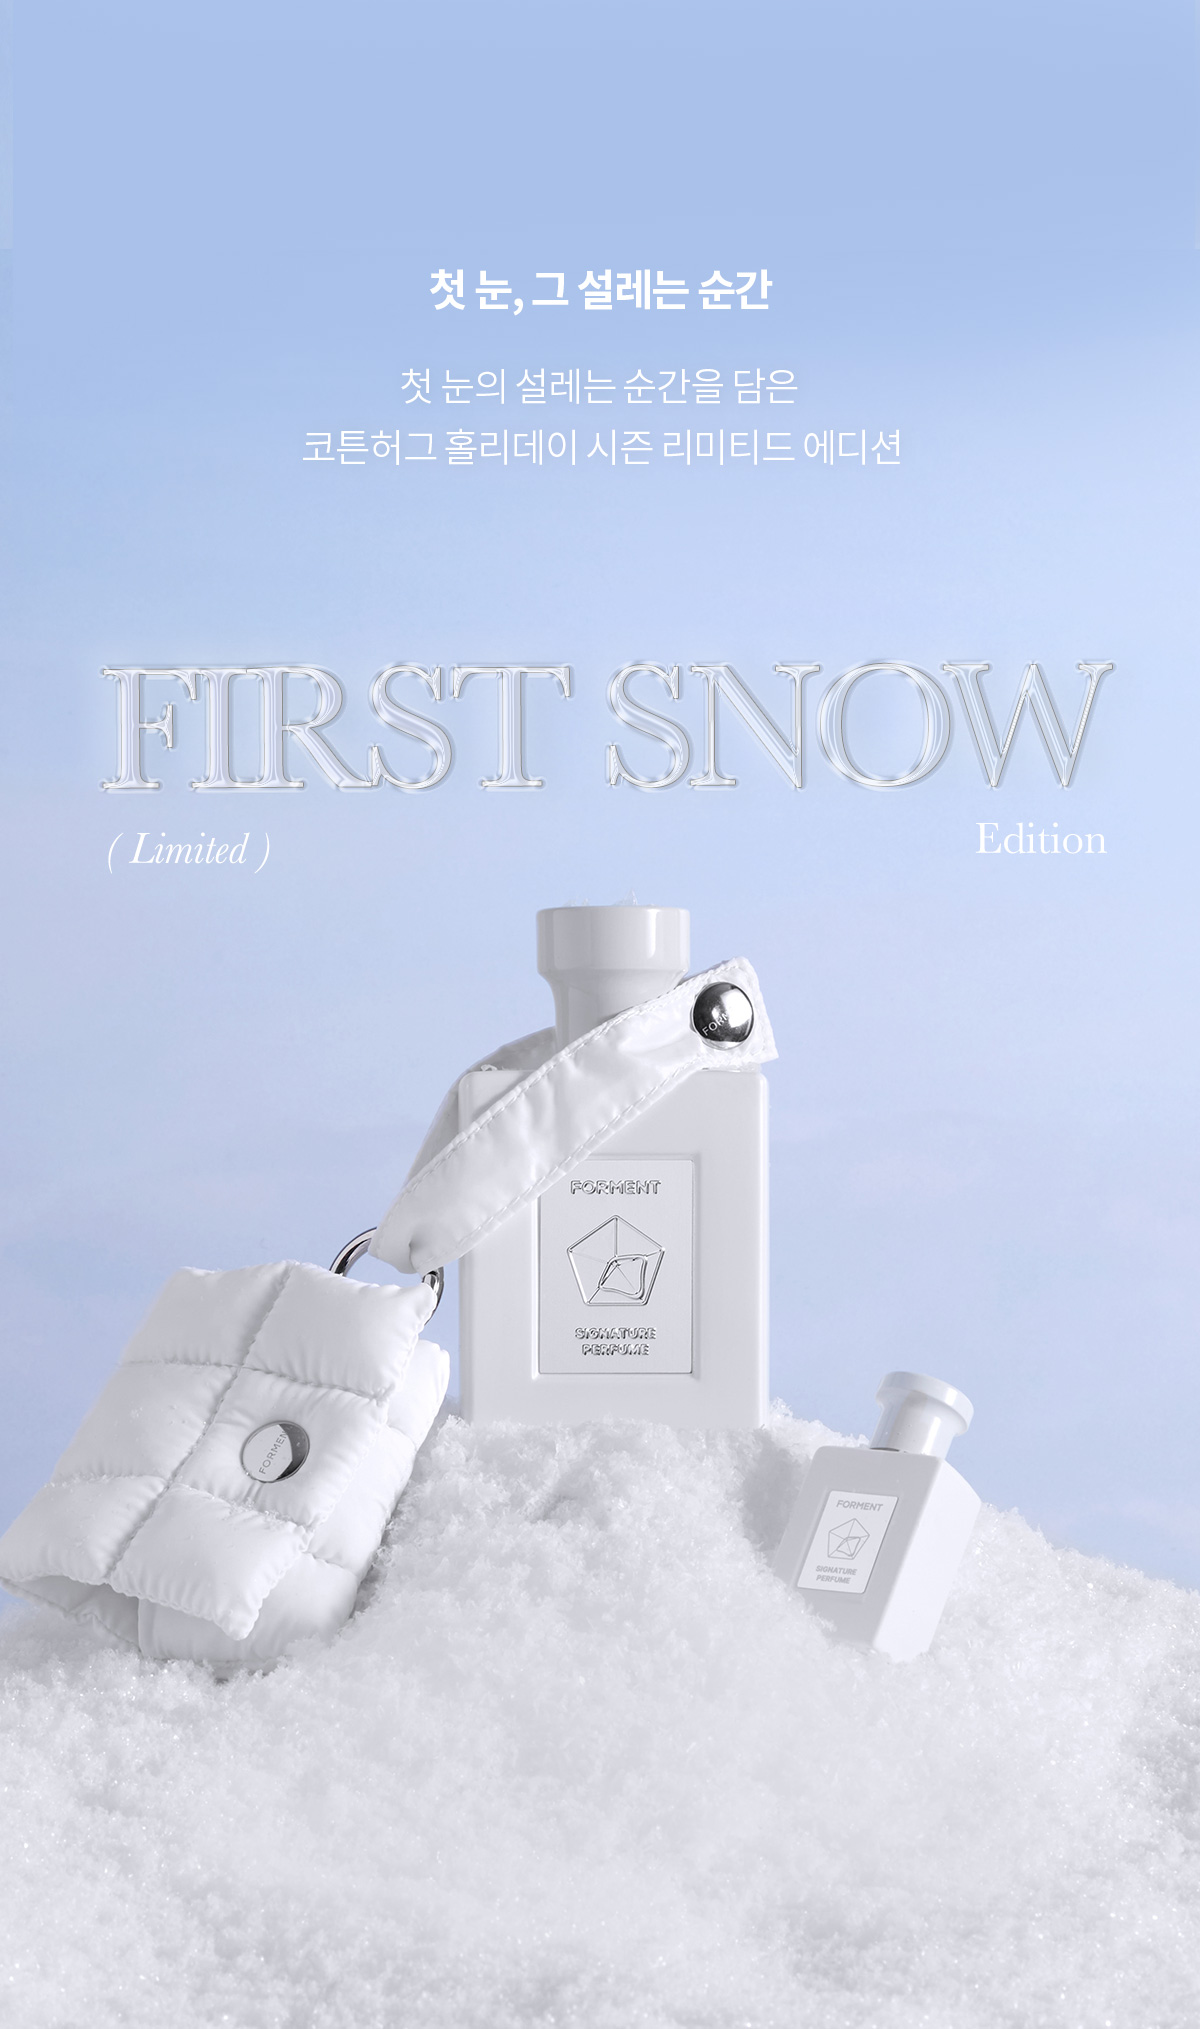 첫 눈, 그 설레는 순간
첫 눈의 설레는 순간을 담은
코튼허그 홀리데이 시즌 리미티드 에디션
FIRST SNOW
( Limited )
Edition
FORM
FORMENT
SIGNATURE
PERFUME
FORMEN
FORMENT
SIGNATURE
PERFUME